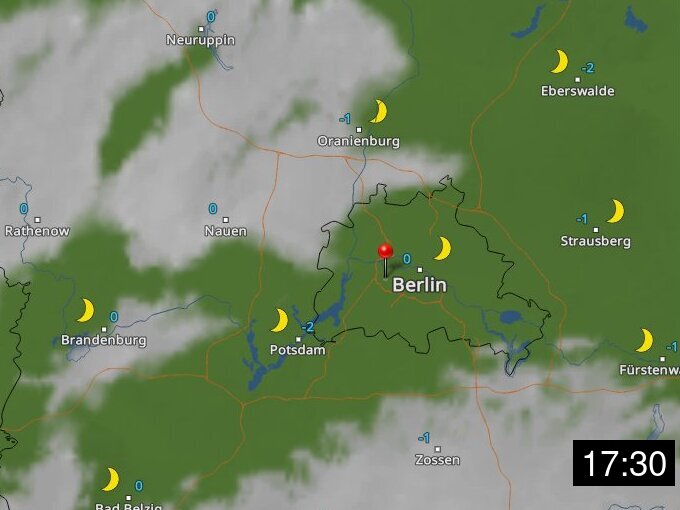 0
Neuruppin
-2
Eberswalde
-1
Oranienburg
0
Rathenow
0
Nauen
-1
Strausberg
0
Berlin
0
Brandenburg
-2
Potsdam
-1
Fürstenwa
-1
Zossen
17:30
0
Bad Belzig